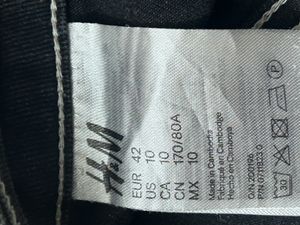 H&M
EUR 42
US 10
CA 10
CN 170/80A
MX 10
Made in Cambodia
Fabriqué en Cambodge
Hecho en Camboya